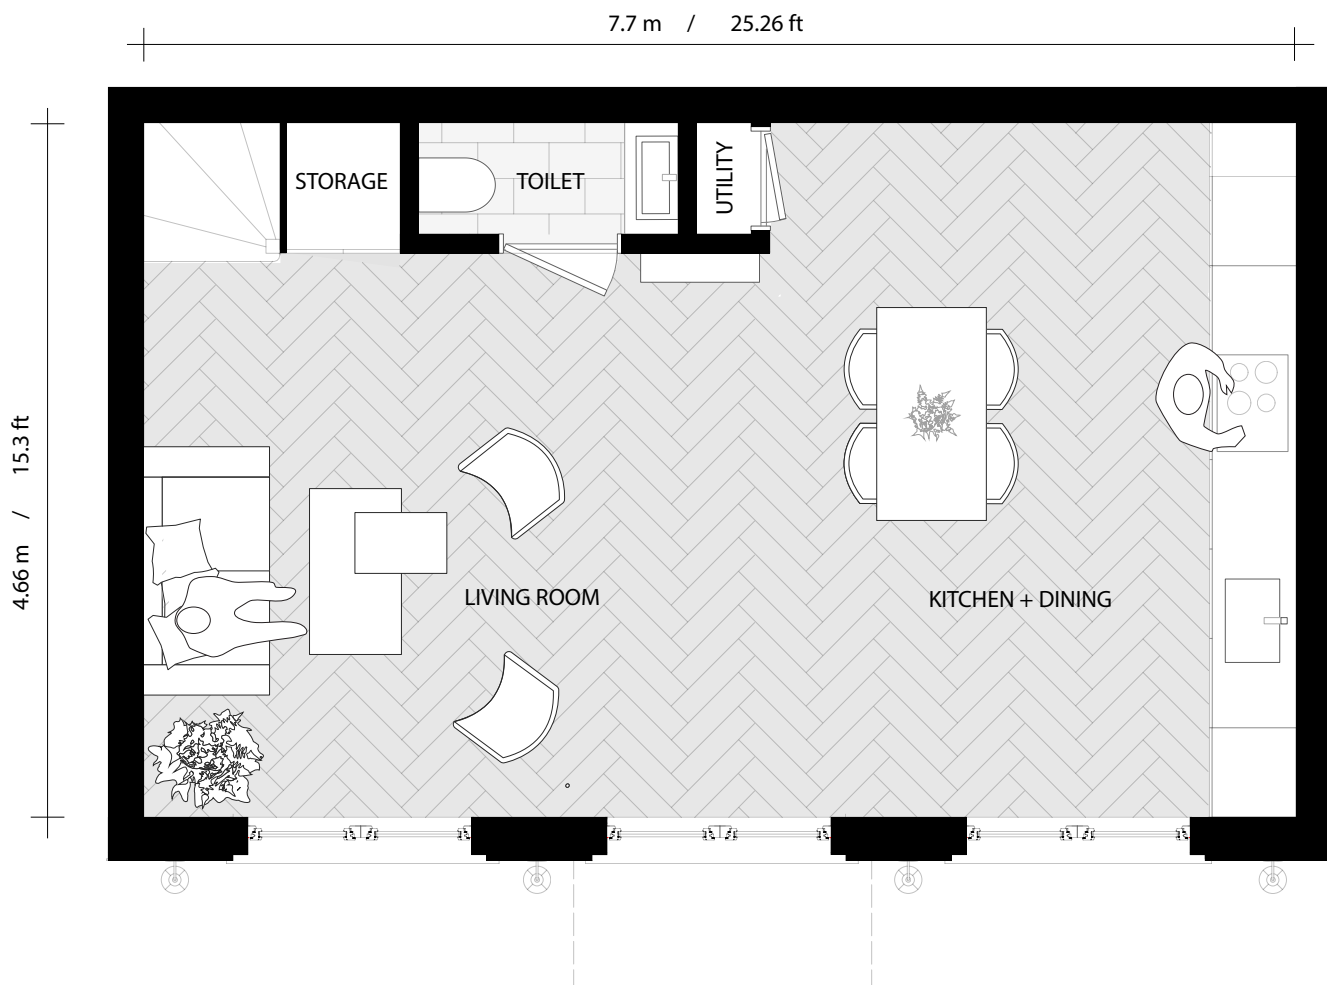 7.7 m / 25.26 ft
STORAGE
TOILET
UTILITY
4.66 m / 15.3 ft
LIVING ROOM
KITCHEN + DINING